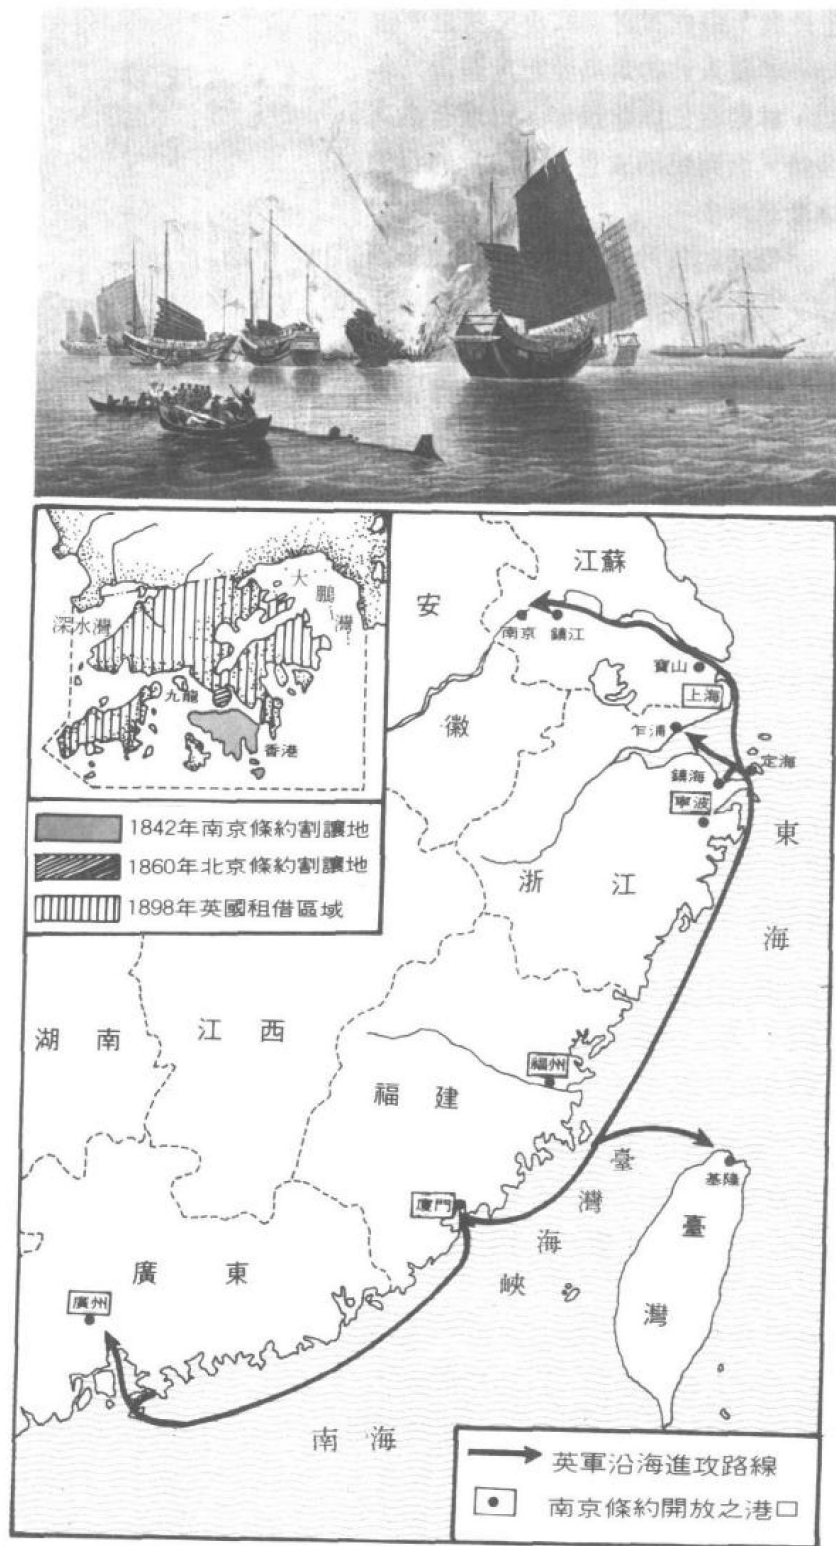 大鵬灣
深水灣
九龍
香港
1842年南京條約割讓地
1860年北京條約割讓地
1898年英國租借區域
江蘇
安徽
南京
鎮江
寶山
上海
乍浦
定海
鎮海
寧波
浙江
東海
湖南
江西
福建
福州
臺灣海峽
基隆
臺灣
廈門
廣東
廣州
南海
英軍沿海進攻路線
南京條約開放之港口